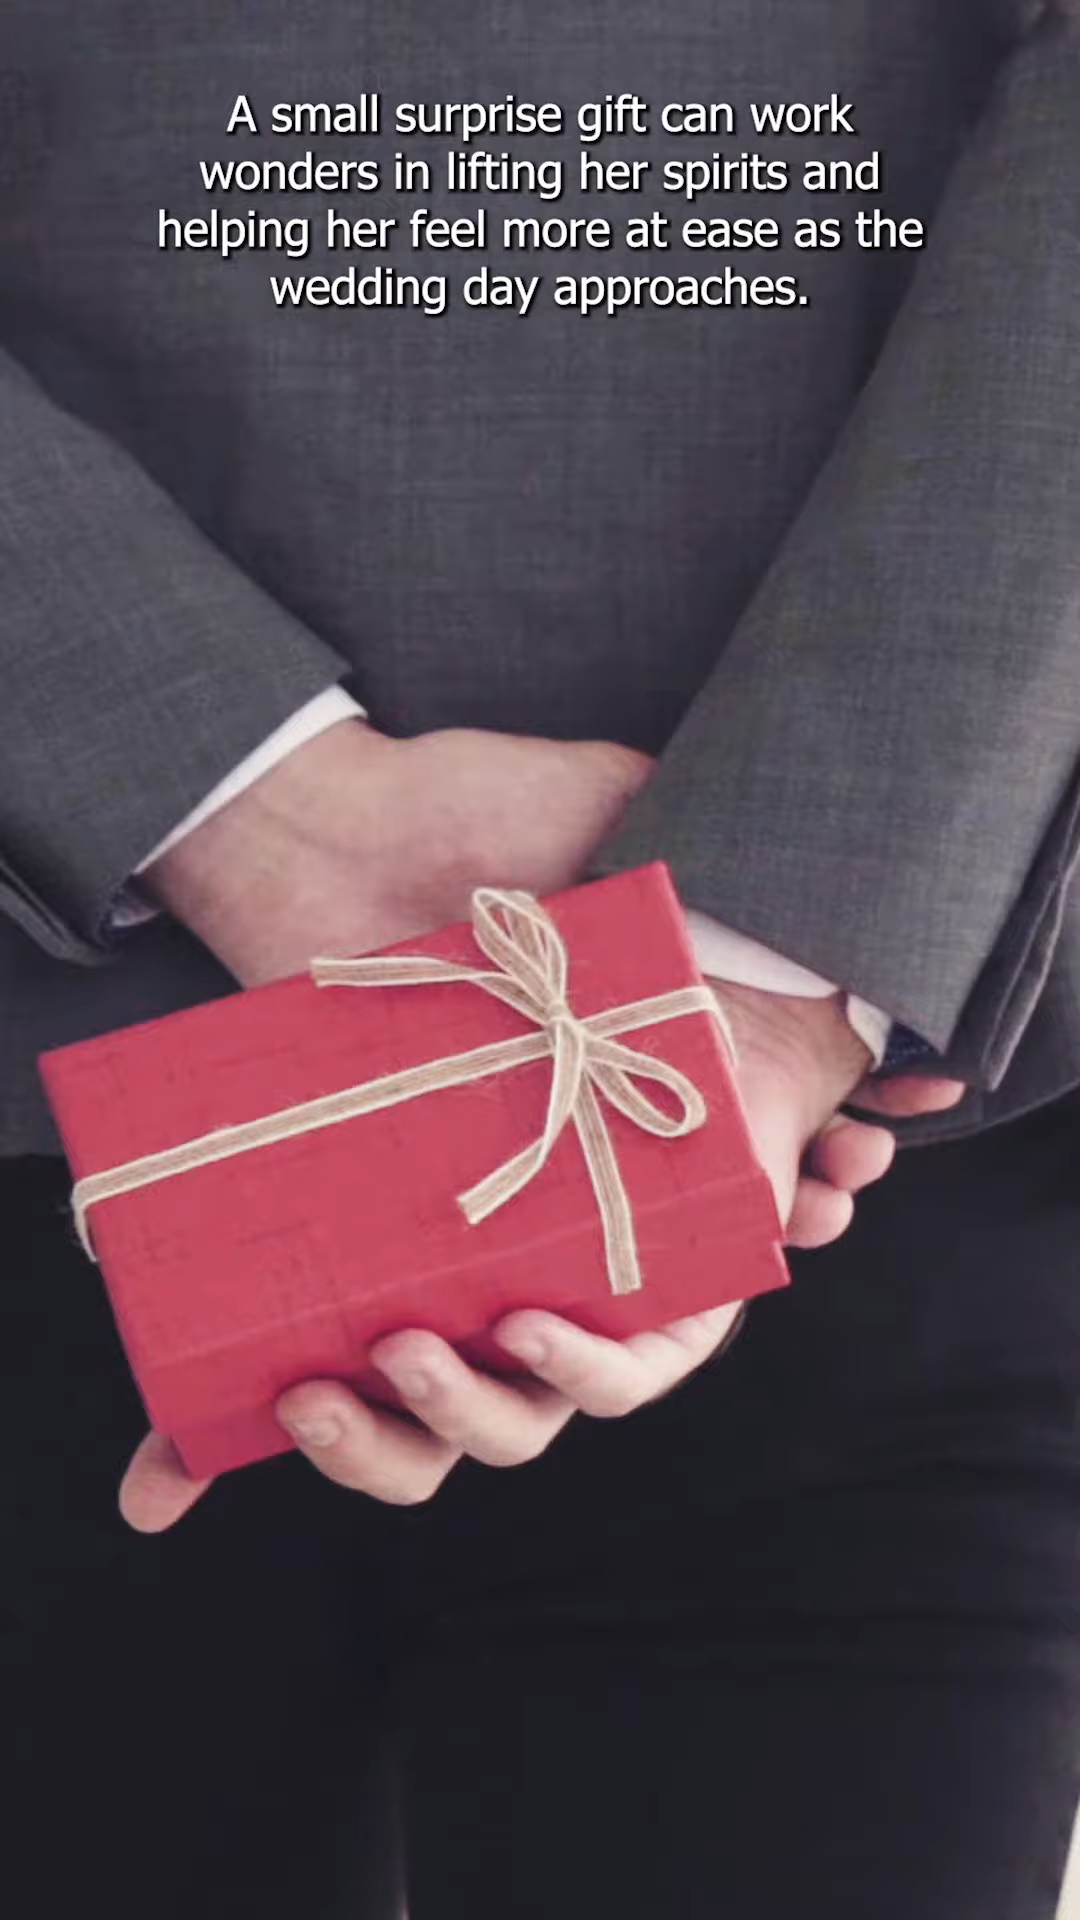 A small surprise gift can work
wonders in lifting her spirits and
helping her feel more at ease as the
wedding day approaches.